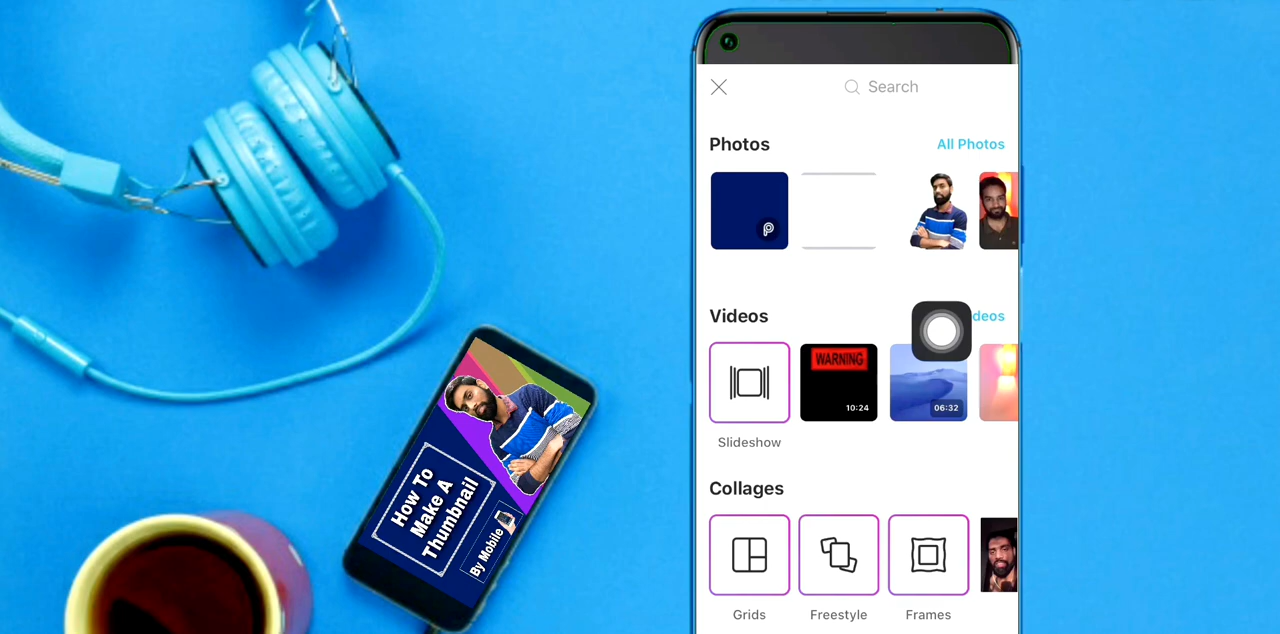 Search
Photos
All Photos
Videos
deos
WARNING
10:24
06:32
Slideshow
Collages
Grids
Freestyle
Frames
How To
Make A
Thumbnail
By Mobile